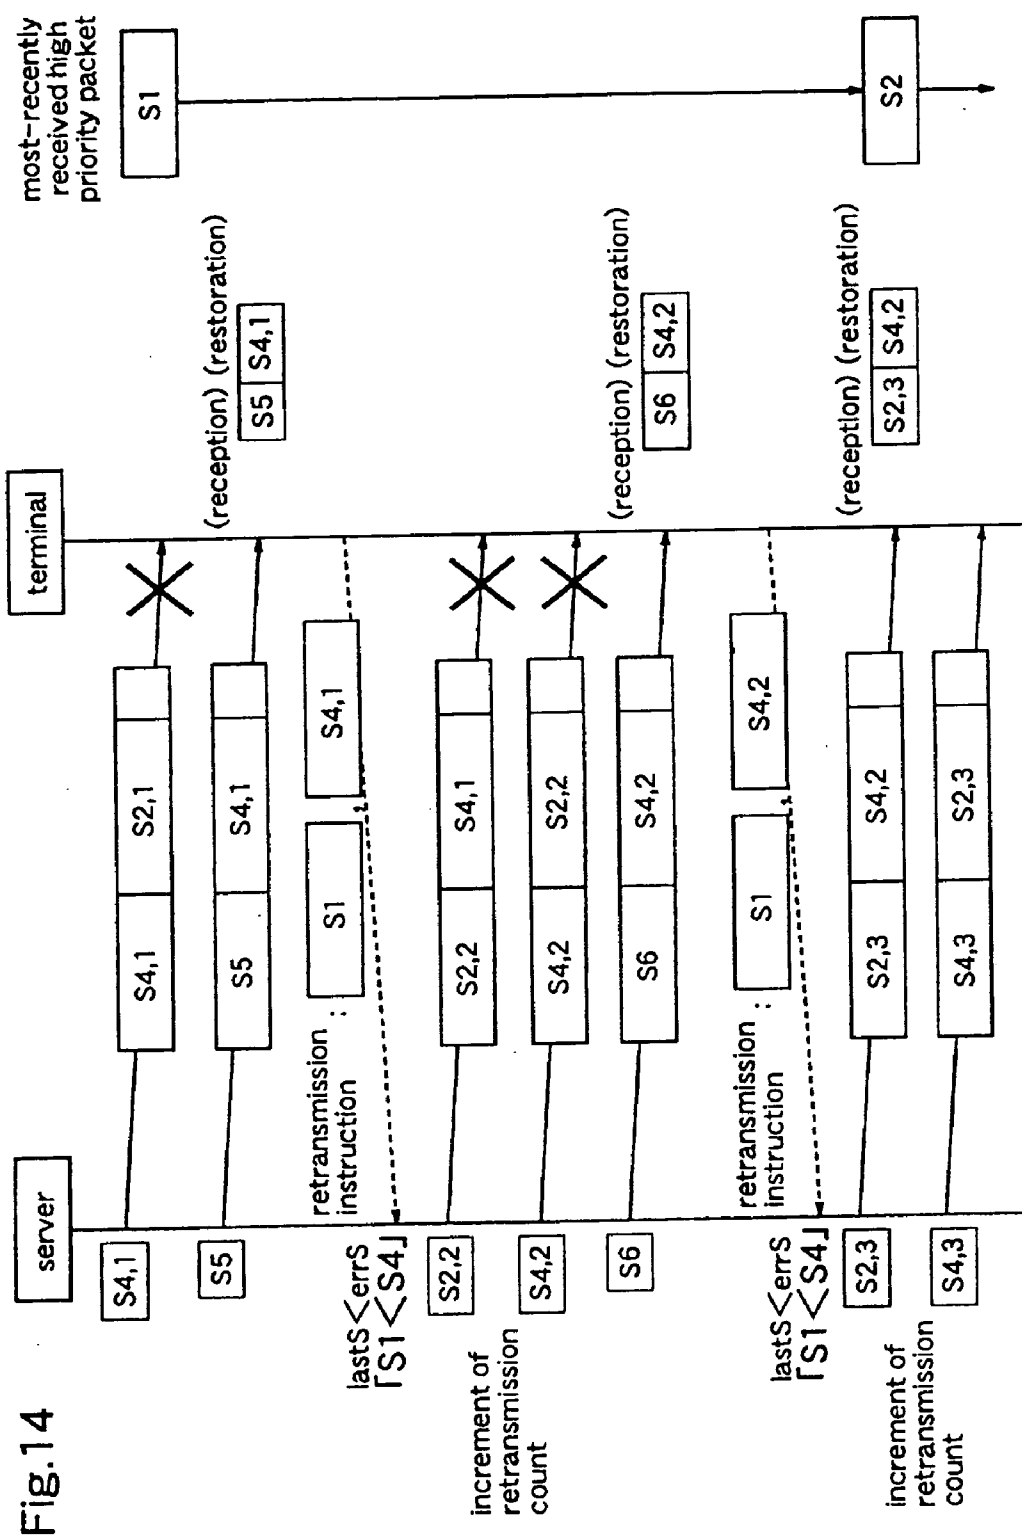 Fig.14
server
terminal
most-recently
received high
priority packet
S1
S4,1
S4,1
S2,1
S5
S5
S4,1
(reception) (restoration)
S5
S4,1
retransmission
instruction
:
S1
,
S4,1
lastS<errS
「S1<S4」
increment of
retransmission
count
S2,2
S2,2
S4,1
S4,2
S4,2
S2,2
S6
S6
S4,2
(reception) (restoration)
S6
S4,2
retransmission
instruction
:
S1
,
S4,2
lastS<errS
「S1<S4」
increment of
retransmission
count
S2,3
S2,3
S4,2
(reception) (restoration)
S2,3
S4,2
S2
S4,3
S4,3
S2,3